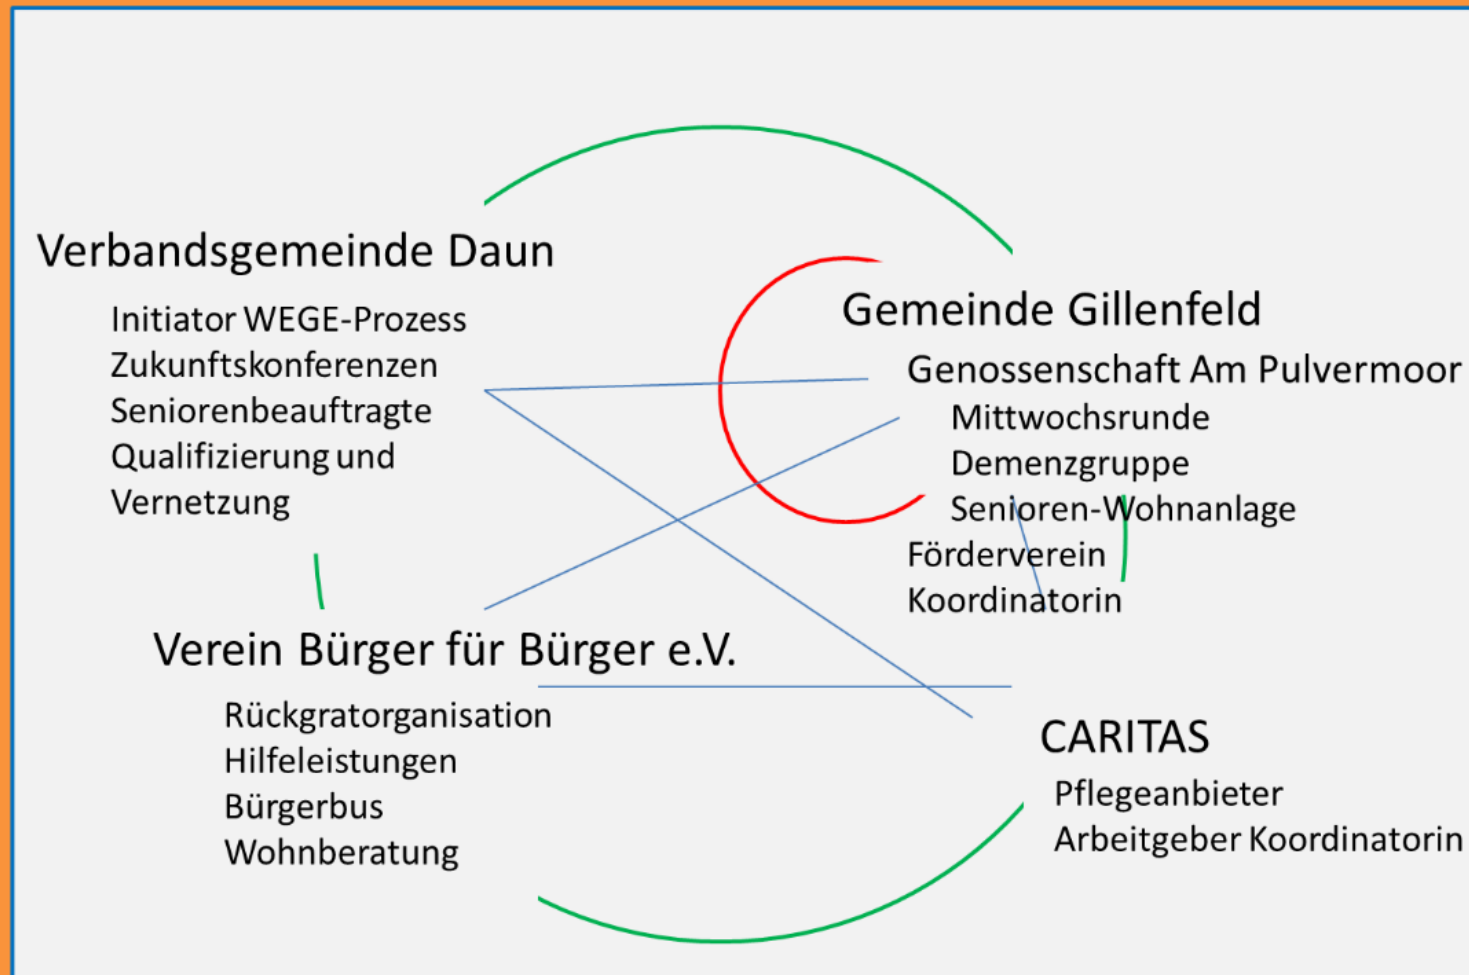 Verbandsgemeinde Daun
Initiator WEGE-Prozess
Zukunftskonferenzen
Seniorenbeauftragte
Qualifizierung und
Vernetzung
Gemeinde Gillenfeld
Genossenschaft Am Pulvermoor
Mittwochsrunde
Demenzgruppe
Senioren-Wohnanlage
Förderverein
Koordinatorin
Verein Bürger für Bürger e.V.
Rückgratorganisation
Hilfeleistungen
Bürgerbus
Wohnberatung
CARITAS
Pflegeanbieter
Arbeitgeber Koordinatorin